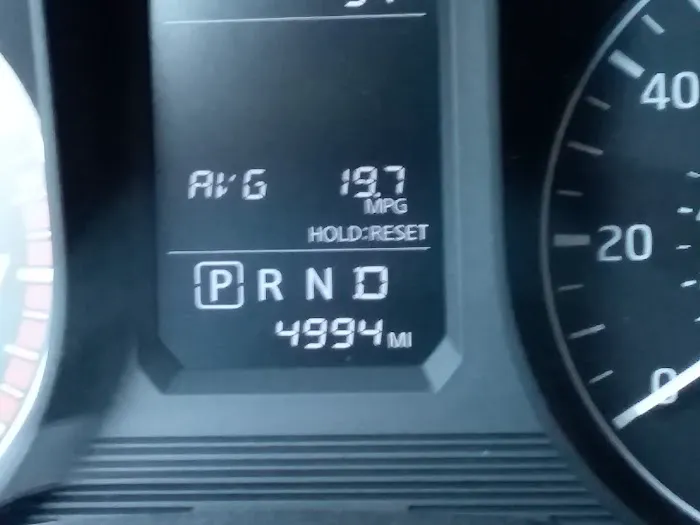 AVG 19.7
MPG
HOLD:RESET
P R N D
4994 MI
40
20
0